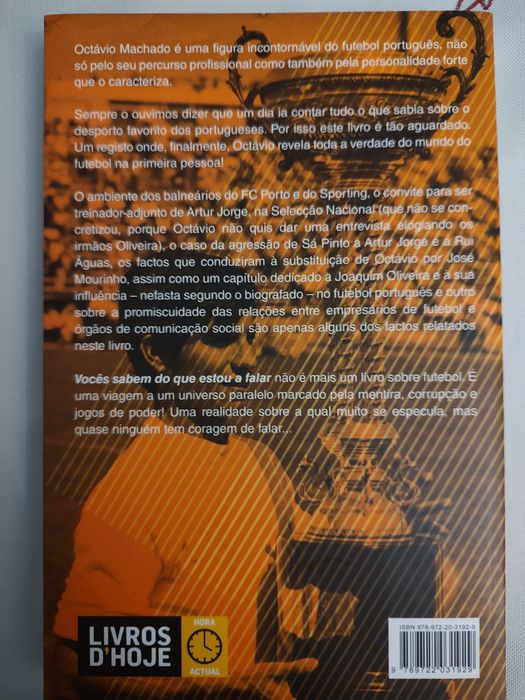 Octávio Machado é uma figura incontornável do futebol português, não
só pelo seu percurso profissional como também pela personalidade forte
que o caracteriza.
Sempre o ouvimos dizer que um dia ia contar tudo o que sabia sobre o
desporto favorito dos portugueses. Por isso este livro é tão aguardado.
Um registo onde, finalmente, Octávio revela toda a verdade do mundo do
futebol na primeira pessoa!
O ambiente dos balneários do FC Porto e do Sporting, o convite para ser
treinador-adjunto de Artur Jorge, na Selecção Nacional (que não se con-
cretizou, porque Octávio não quis dar uma entrevista elogiando os
irmãos Oliveira), o caso da agressão de Sá Pinto a Artur Jorge e a Rui
Águas, os factos que conduziram à substituição de Octávio por José
Mourinho, assim como um capítulo dedicado a Joaquim Oliveira e à sua
influência – nefasta segundo o biografado – no futebol português e outro
sobre a promiscuidade das relações entre empresários de futebol e
órgãos de comunicação social são apenas alguns dos factos relatados
neste livro.
Vocês sabem do que estou a falar não é mais um livro sobre futebol. É
uma viagem a um universo paralelo marcado pela mentira, corrupção e
jogos de poder! Uma realidade sobre a qual muito se especula, mas
quase ninguém tem coragem de falar...
LIVROS
D'HOJE
HORA
ACTUAL
ISBN 978-972-20-3192-9
9 789722 031929